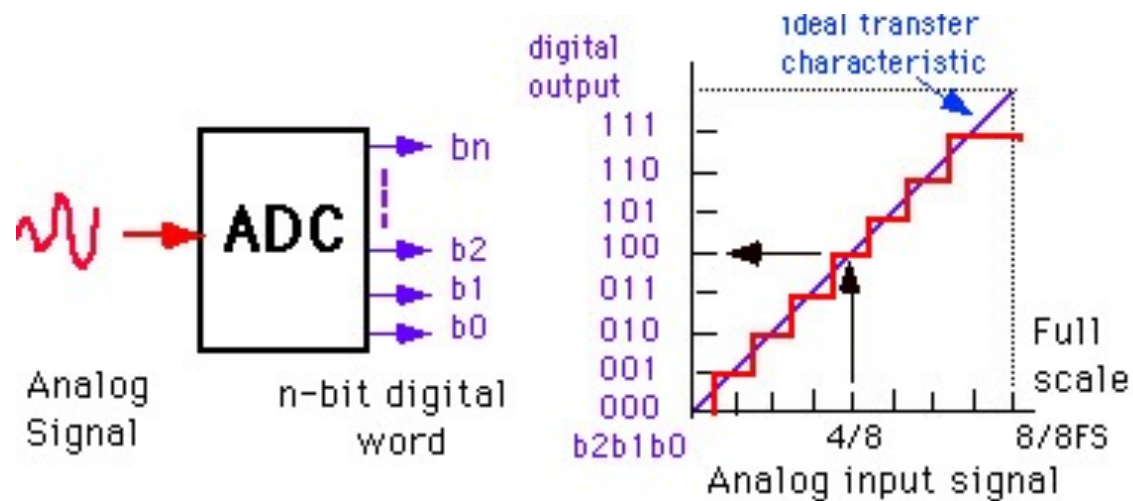 ADC
bn
b2
b1
b0
Analog
Signal
n-bit digital
word
digital
output
ideal transfer
characteristic
111
110
101
100
011
010
001
000
b2b1b0
4/8
8/8FS
Full
scale
Analog input signal